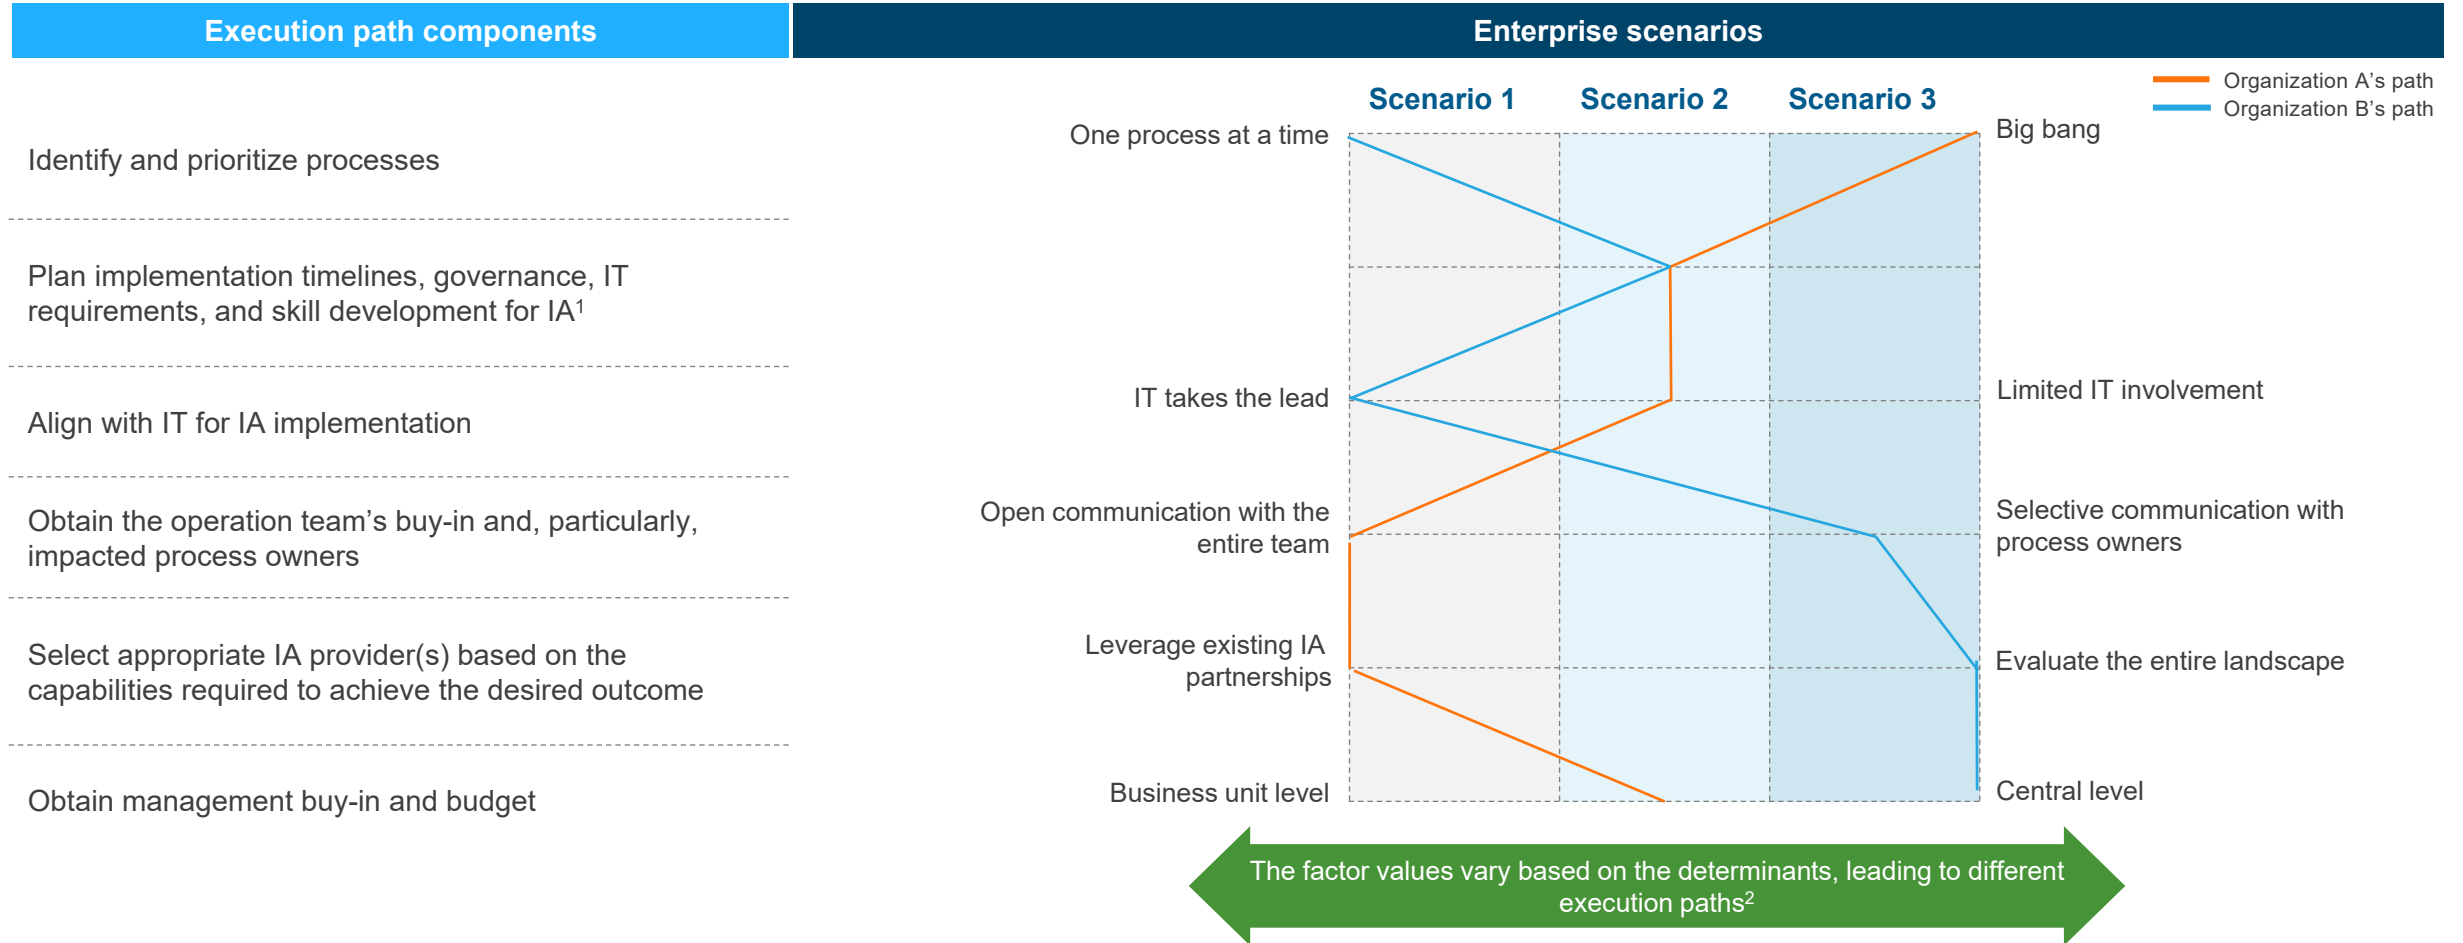 Execution path components
Enterprise scenarios
Organization A’s path
Organization B’s path
Scenario 1
Scenario 2
Scenario 3
Identify and prioritize processes
One process at a time
Big bang
Plan implementation timelines, governance, IT
requirements, and skill development for IA¹
Align with IT for IA implementation
IT takes the lead
Limited IT involvement
Obtain the operation team’s buy-in and, particularly,
impacted process owners
Open communication with the
entire team
Selective communication with
process owners
Select appropriate IA provider(s) based on the
capabilities required to achieve the desired outcome
Leverage existing IA
partnerships
Evaluate the entire landscape
Obtain management buy-in and budget
Business unit level
Central level
The factor values vary based on the determinants, leading to different
execution paths²